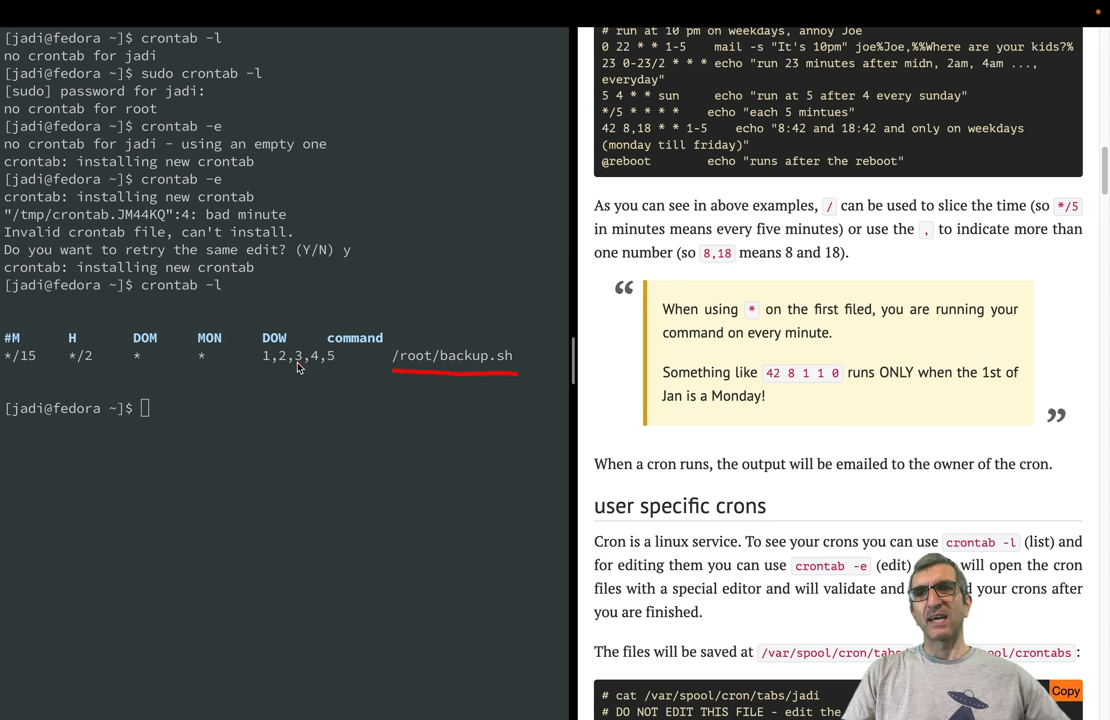 [jadi@fedora ~]$ crontab -l
no crontab for jadi
[jadi@fedora ~]$ sudo crontab -l
[sudo] password for jadi:
no crontab for root
[jadi@fedora ~]$ crontab -e
no crontab for jadi - using an empty one
crontab: installing new crontab
[jadi@fedora ~]$ crontab -e
crontab: installing new crontab
"/tmp/crontab.JM44KQ":4: bad minute
Invalid crontab file, can't install.
Do you want to retry the same edit? (Y/N) y
crontab: installing new crontab
[jadi@fedora ~]$ crontab -l
#M H DOM MON DOW command
*/15 */2 * * 1,2,3,4,5 /root/backup.sh
[jadi@fedora ~]$
# run at 10 pm on weekdays, annoy Joe
0 22 * * 1-5 mail -s "It's 10pm" joe%Joe,%%Where are your kids?%
23 0-23/2 * * * echo "run 23 minutes after midn, 2am, 4am ...,
everyday"
5 4 * * sun echo "run at 5 after 4 every sunday"
*/5 * * * * echo "each 5 mintues"
42 8,18 * * 1-5 echo "8:42 and 18:42 and only on weekdays
(monday till friday)"
@reboot echo "runs after the reboot"
As you can see in above examples, / can be used to slice the time (so */5
in minutes means every five minutes) or use the , to indicate more than
one number (so 8,18 means 8 and 18).
“
When using * on the first filed, you are running your
command on every minute.
Something like 42 8 1 1 0 runs ONLY when the 1st of
Jan is a Monday!
”
When a cron runs, the output will be emailed to the owner of the cron.
user specific crons
Cron is a linux service. To see your crons you can use crontab -l (list) and
for editing them you can use crontab -e (edit) will open the cron
files with a special editor and will validate and your crons after
you are finished.
The files will be saved at /var/spool/cron/tabs pool/crontabs :
Copy
# cat /var/spool/cron/tabs/jadi
# DO NOT EDIT THIS FILE - edit the